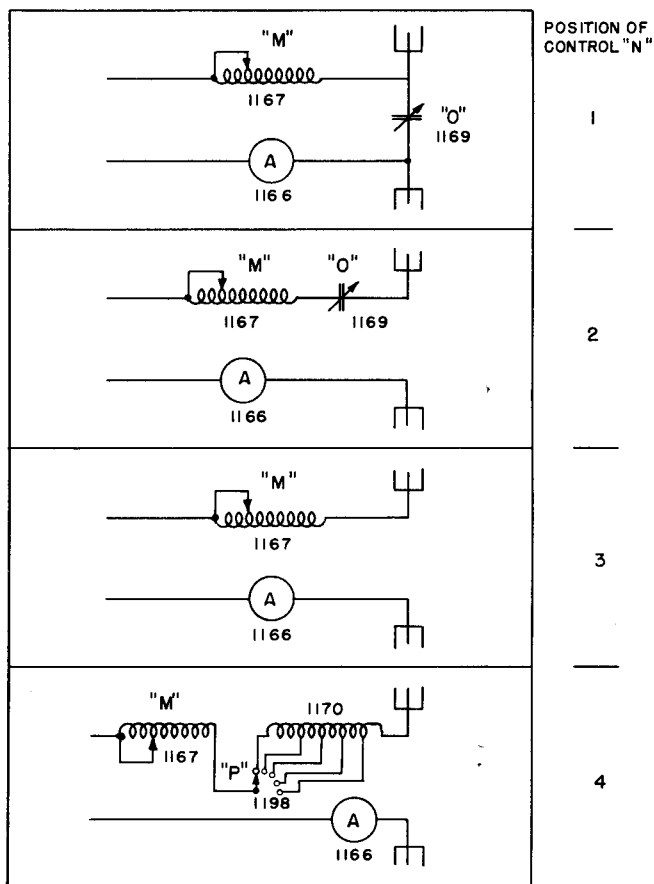 POSITION OF
CONTROL "N"
"M"
1167
"O"
1169
A
1166
1
"M"
"O"
1167
1169
A
1166
2
"M"
1167
A
1166
3
"M"
1170
1167
"P"
1198
A
1166
4